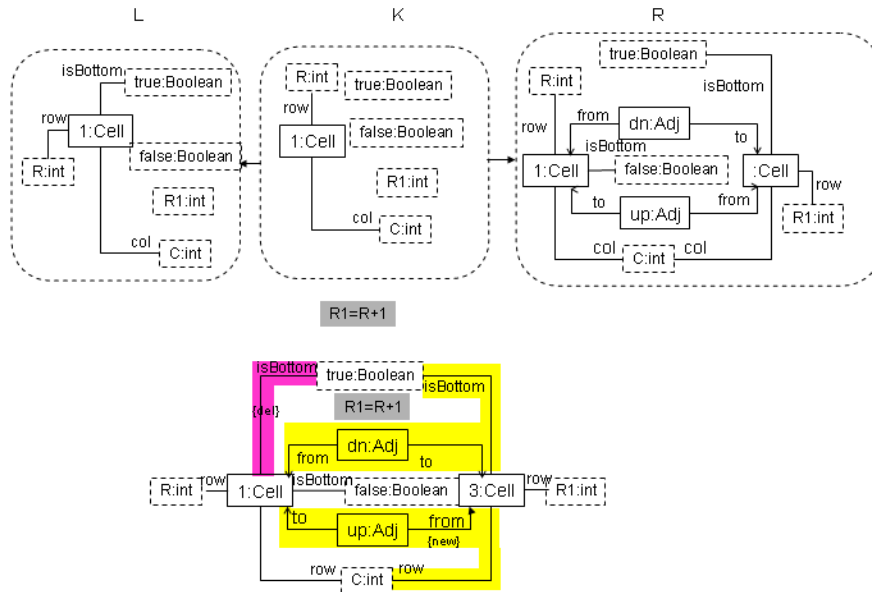 L K R
isBottom
true:Boolean
row
1:Cell
false:Boolean
R:int
R1:int
col
C:int
R:int
true:Boolean
row
1:Cell
false:Boolean
R1:int
col
C:int
true:Boolean
R:int
isBottom
from
dn:Adj
row
to
isBottom
1:Cell
false:Boolean
:Cell
row
to
up:Adj
from
R1:int
col
C:int
col
R1=R+1
isBottom
true:Boolean
isBottom
{del}
R1=R+1
dn:Adj
from
to
R:int
row
1:Cell
isBottom
false:Boolean
3:Cell
row
R1:int
to
up:Adj
from
{new}
row
C:int
row